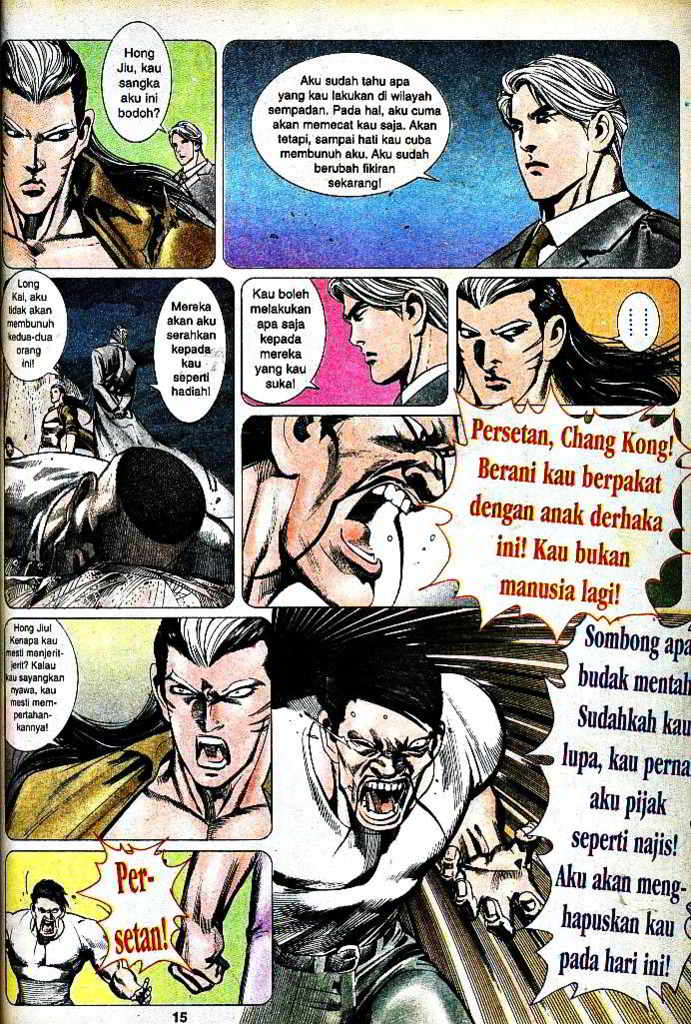 Hong
Jiu, kau
sangka
aku ini
bodoh?
Aku sudah tahu apa
yang kau lakukan di wilayah
sempadan. Pada hal, aku cuma
akan memecat kau saja. Akan
tetapi, sampai hati kau cuba
membunuh aku. Aku sudah
berubah fikiran
sekarang!
Long
Kai, aku
tidak akan
membunuh
kedua-dua
orang
ini!
Mereka
akan aku
serahkan
kepada
kau
seperti
hadiah!
Kau boleh
melakukan
apa saja
kepada
mereka
yang kau
suka!
Persetan, Chang Kong!
Berani kau berpakat
dengan anak derhaka
ini! Kau bukan
manusia lagi!
Hong Jiu!
Kenapa kau
mesti menjerit-
jerit? Kalau
kau sayangkan
nyawa, kau
mesti mem-
pertahan-
kannya!
Sombong apa
budak mentah
Sudahkah kau
lupa, kau perna
aku pijak
seperti najis!
Aku akan meng-
hapuskan kau
pada hari ini!
Per-
setan!
15